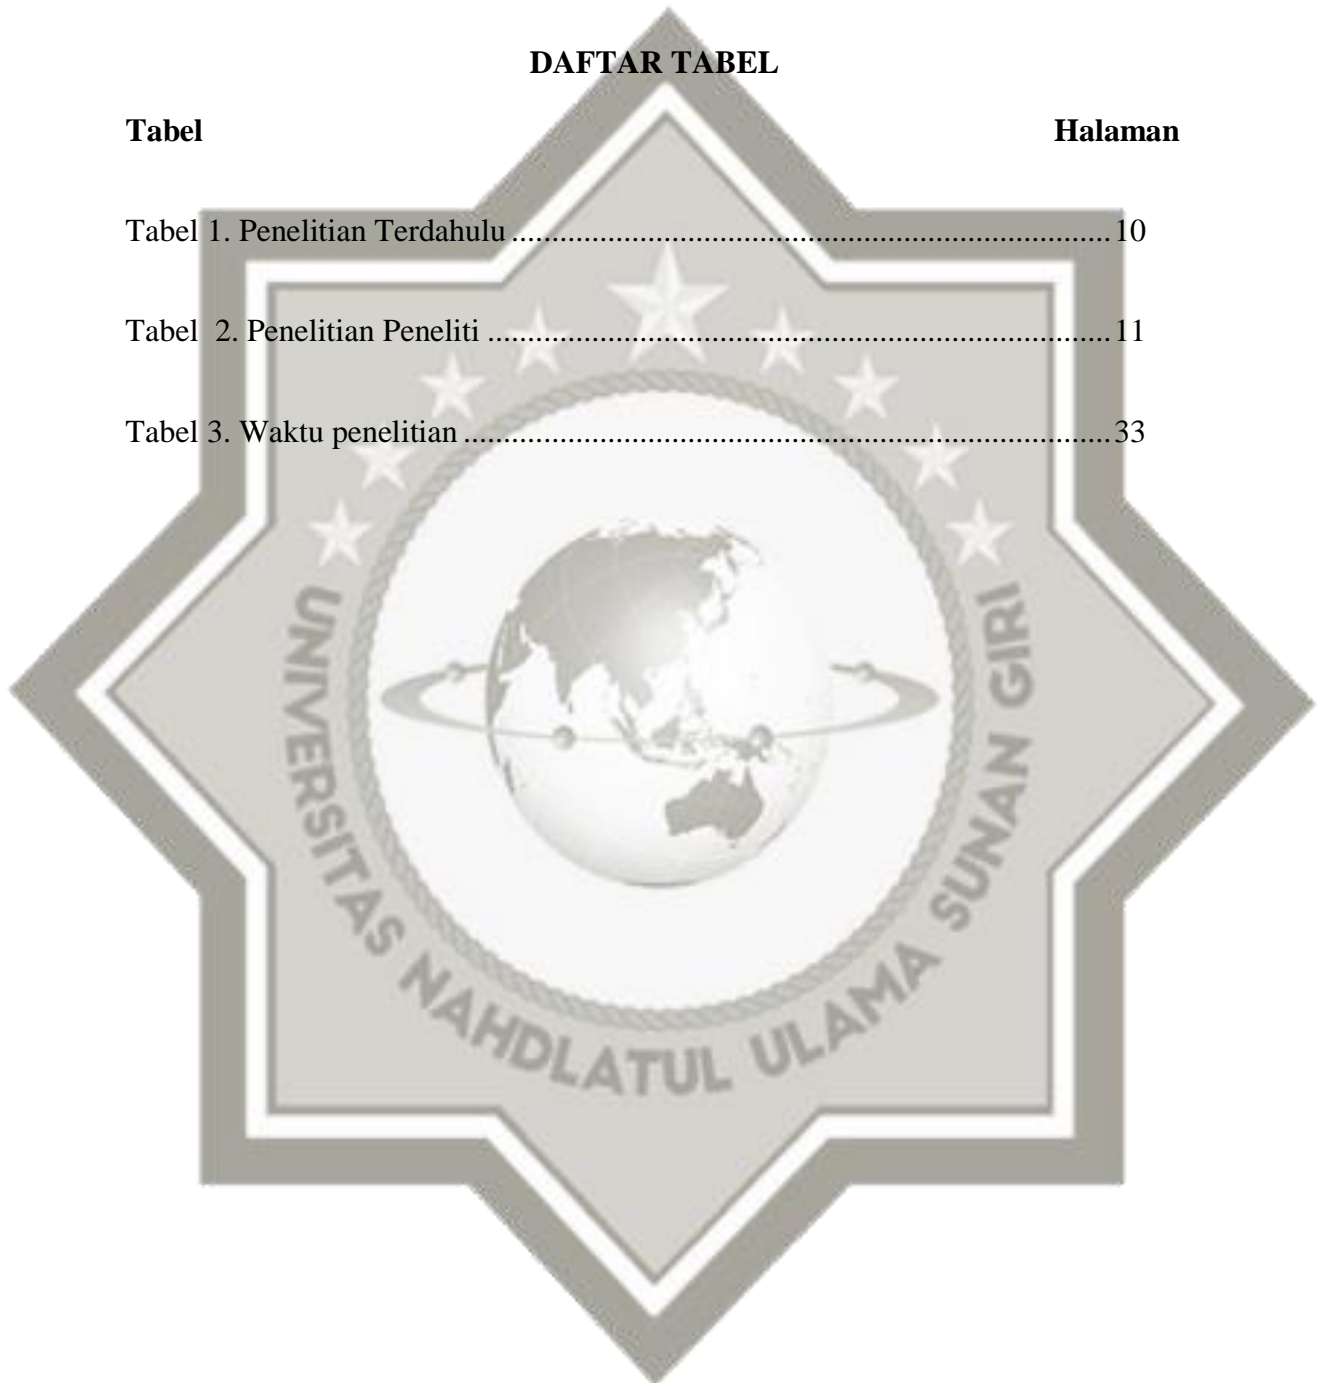 DAFTAR TABEL
Tabel Halaman
Tabel 1. Penelitian Terdahulu ........................................................................... 10
Tabel  2. Penelitian Peneliti .............................................................................. 11
Tabel 3. Waktu penelitian ................................................................................. 33
UNIVERSITAS NAHDLATUL ULAMA SUNAN GIRI